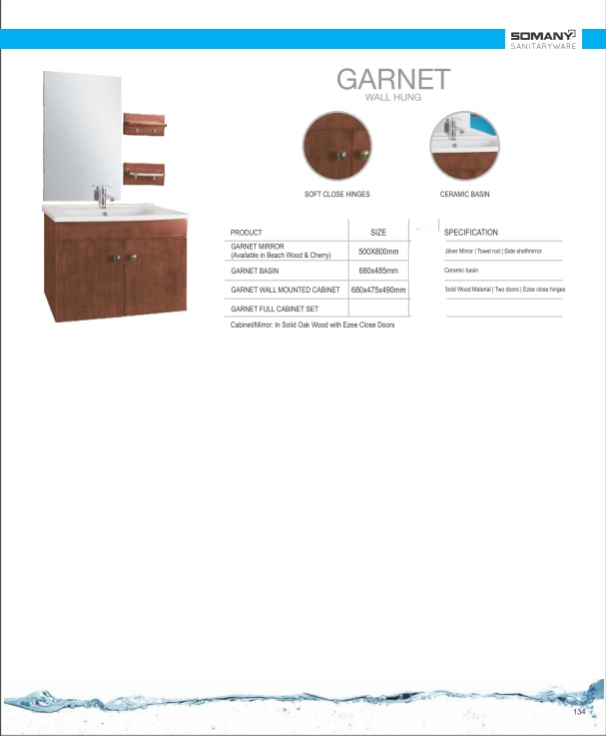 SOMANY
SANITARYWARE
GARNET
WALL HUNG
SOFT CLOSE HINGES
CERAMIC BASIN
PRODUCT SIZE SPECIFICATION
GARNET MIRROR
(Available in Beach Wood & Cherry) 500X800mm Silver Mirror | Towel rod | Side shelfmirror
GARNET BASIN 680x485mm Ceramic basin
GARNET WALL MOUNTED CABINET 680x475x490mm Solid Wood Material | Two doors | Ezee close hinges
GARNET FULL CABINET SET
Cabinet/Mirror: In Solid Oak Wood with Ezee Close Doors
134